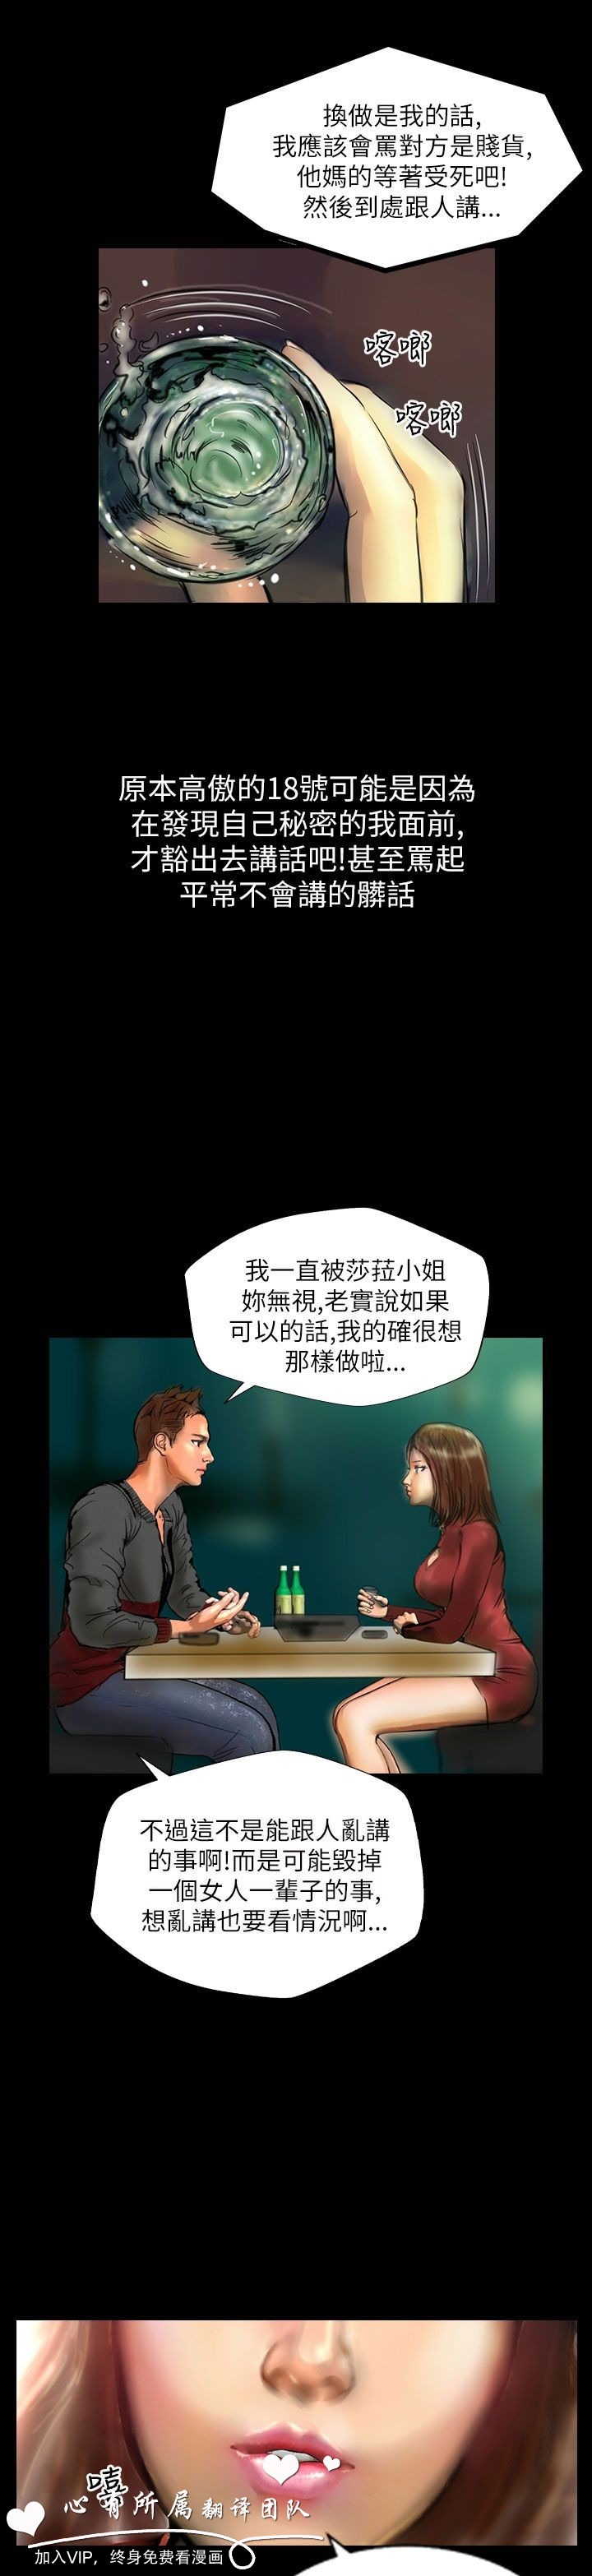 換做是我的話,
我應該會罵對方是賤貨,
他媽的等著受死吧!
然後到處跟人講...
喀啷
喀啷
原本高傲的18號可能是因為
在發現自己秘密的我面前,
才豁出去講話吧!甚至罵起
平常不會講的髒話
我一直被莎菈小姐
妳無視,老實說如果
可以的話,我的確很想
那樣做啦...
不過這不是能跟人亂講
的事啊!而是可能毀掉
一個女人一輩子的事,
想亂講也要看情況啊...
嘻
心有所属翻译团队
加入VIP，终身免费看漫画